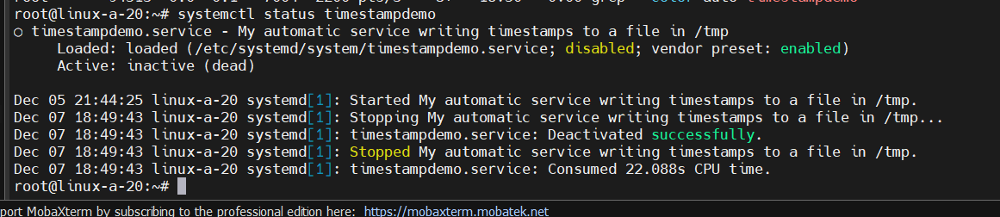 root@linux-a-20:~# systemctl status timestampdemo
○ timestampdemo.service - My automatic service writing timestamps to a file in /tmp
Loaded: loaded (/etc/systemd/system/timestampdemo.service; disabled; vendor preset: enabled)
Active: inactive (dead)
Dec 05 21:44:25 linux-a-20 systemd[1]: Started My automatic service writing timestamps to a file in /tmp.
Dec 07 18:49:43 linux-a-20 systemd[1]: Stopping My automatic service writing timestamps to a file in /tmp...
Dec 07 18:49:43 linux-a-20 systemd[1]: timestampdemo.service: Deactivated successfully.
Dec 07 18:49:43 linux-a-20 systemd[1]: Stopped My automatic service writing timestamps to a file in /tmp.
Dec 07 18:49:43 linux-a-20 systemd[1]: timestampdemo.service: Consumed 22.088s CPU time.
root@linux-a-20:~#
port MobaXterm by subscribing to the professional edition here: https://mobaxterm.mobatek.net